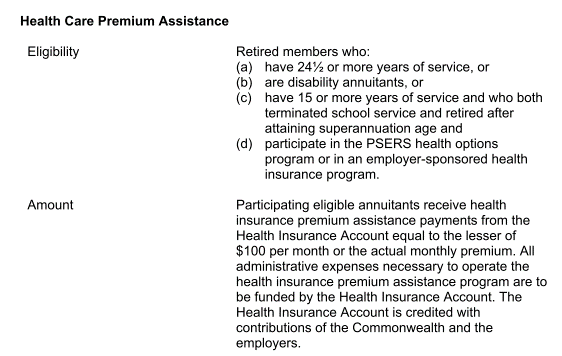 Health Care Premium Assistance
Eligibility
Retired members who:
(a) have 24½ or more years of service, or
(b) are disability annuitants, or
(c) have 15 or more years of service and who both
terminated school service and retired after
attaining superannuation age and
(d) participate in the PSERS health options
program or in an employer-sponsored health
insurance program.
Amount
Participating eligible annuitants receive health
insurance premium assistance payments from the
Health Insurance Account equal to the lesser of
$100 per month or the actual monthly premium. All
administrative expenses necessary to operate the
health insurance premium assistance program are to
be funded by the Health Insurance Account. The
Health Insurance Account is credited with
contributions of the Commonwealth and the
employers.